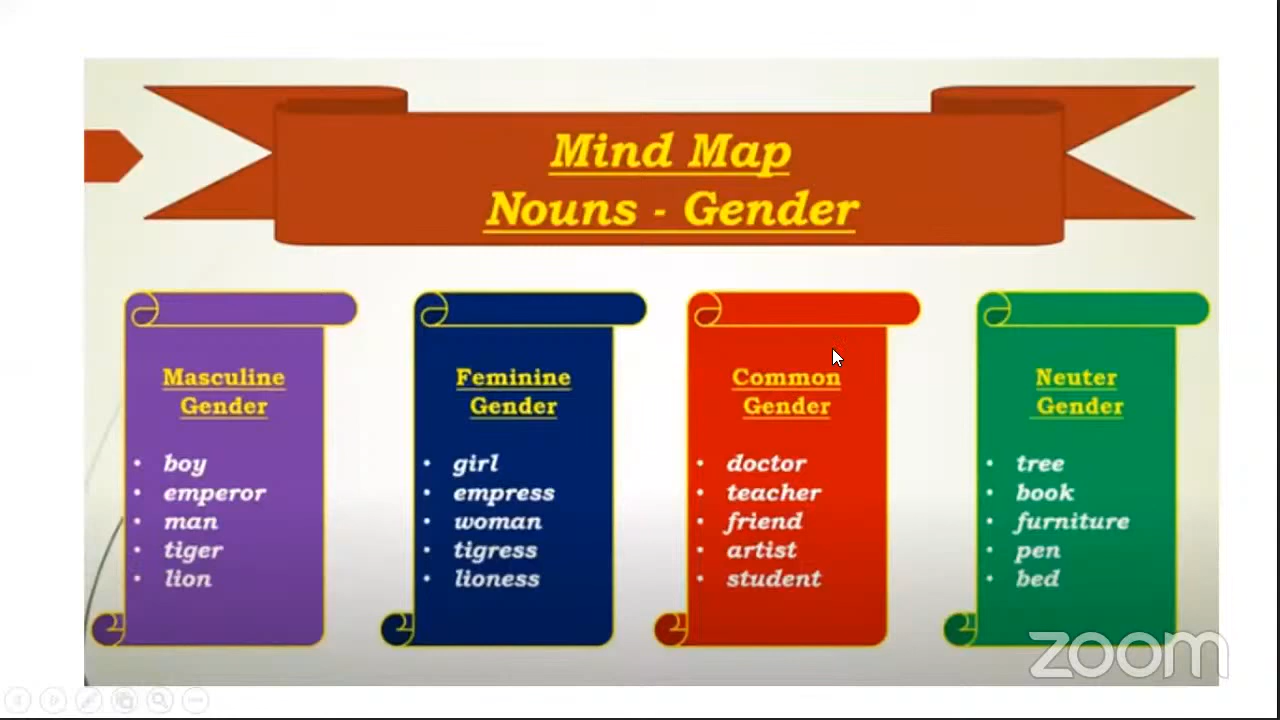 Mind Map
Nouns - Gender
Masculine
Gender
• boy
• emperor
• man
• tiger
• lion
Feminine
Gender
• girl
• empress
• woman
• tigress
• lioness
Common
Gender
• doctor
• teacher
• friend
• artist
• student
Neuter
Gender
• tree
• book
• furniture
• pen
• bed
zoom